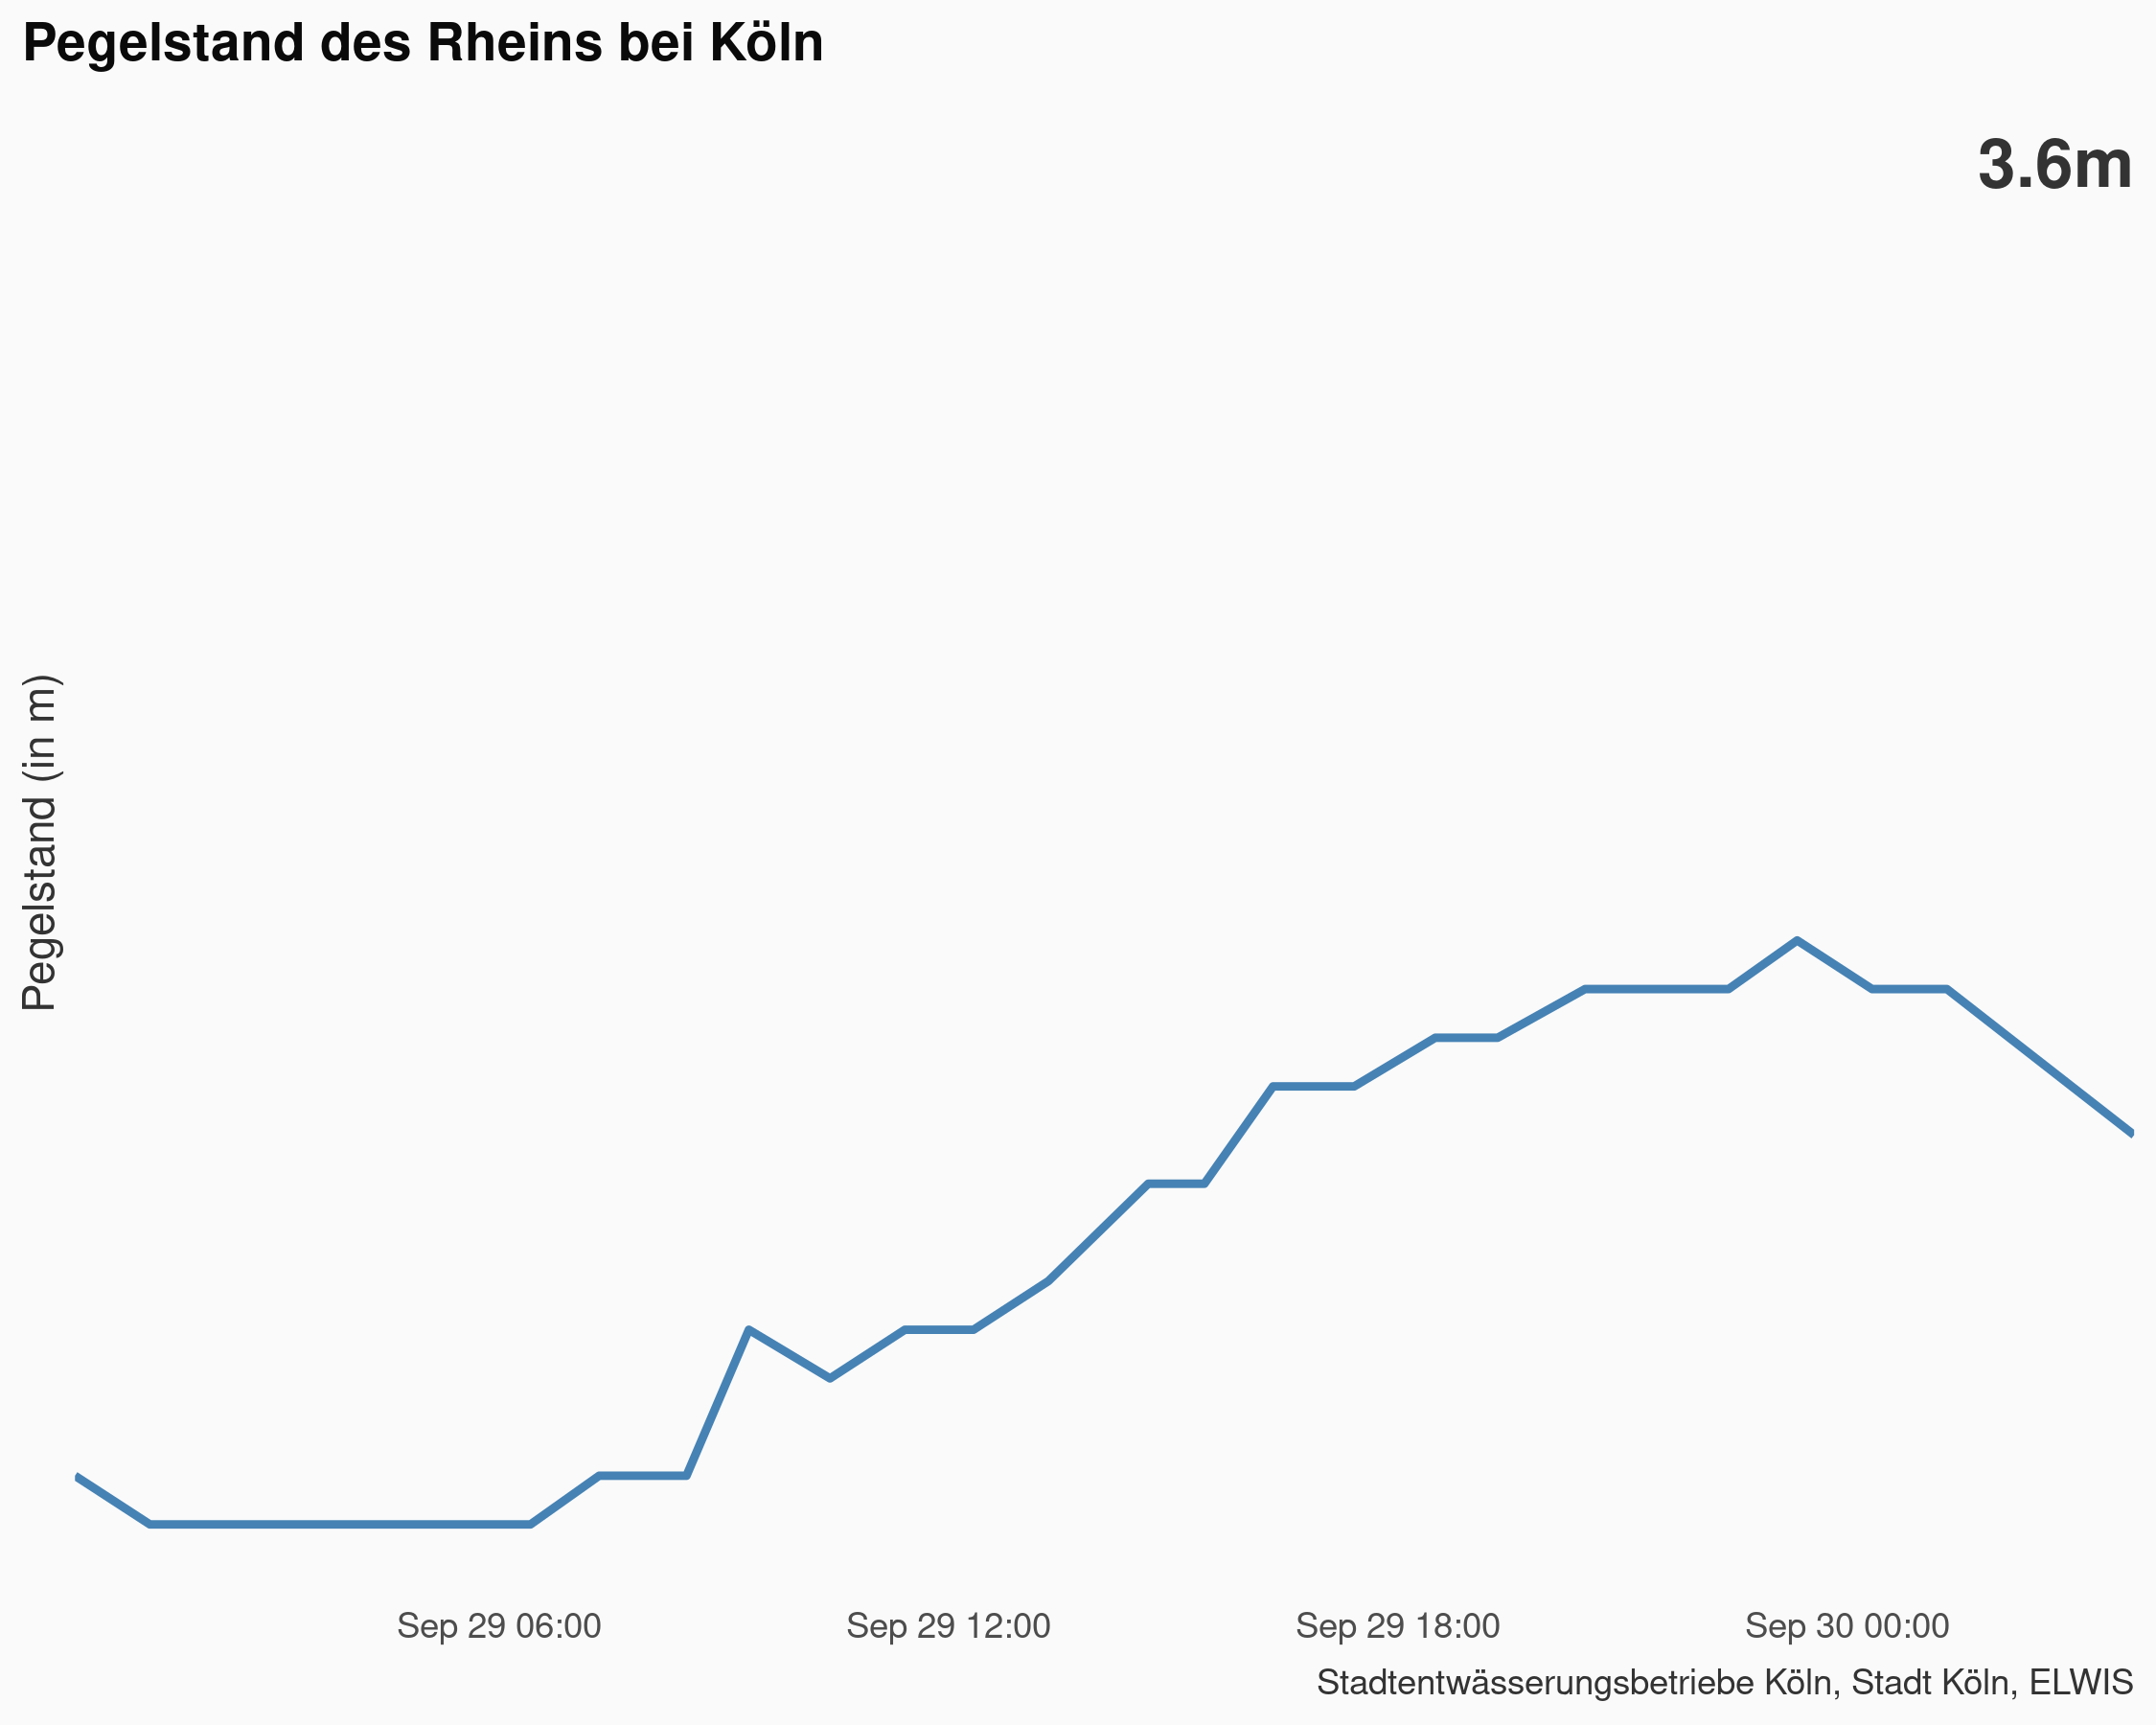 Pegelstand des Rheins bei Köln
3.6m
Pegelstand (in m)
Sep 29 06:00
Sep 29 12:00
Sep 29 18:00
Sep 30 00:00
Stadtentwässerungsbetriebe Köln, Stadt Köln, ELWIS